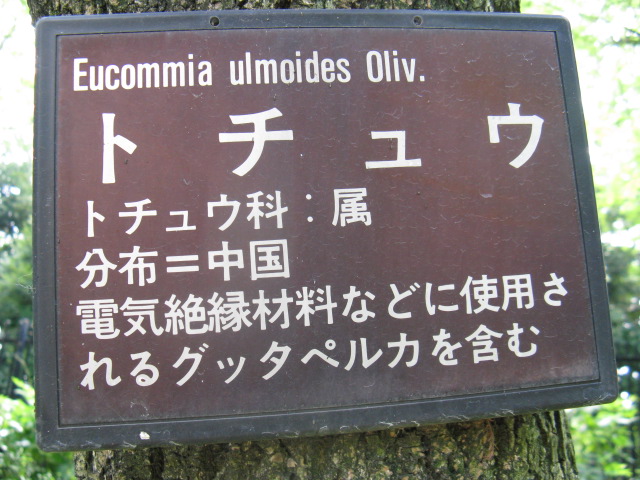 Eucommia ulmoides Oliv.
トチュウ
トチュウ科:属
分布=中国
電気絶縁材料などに使用さ
れるグッタペルカを含む